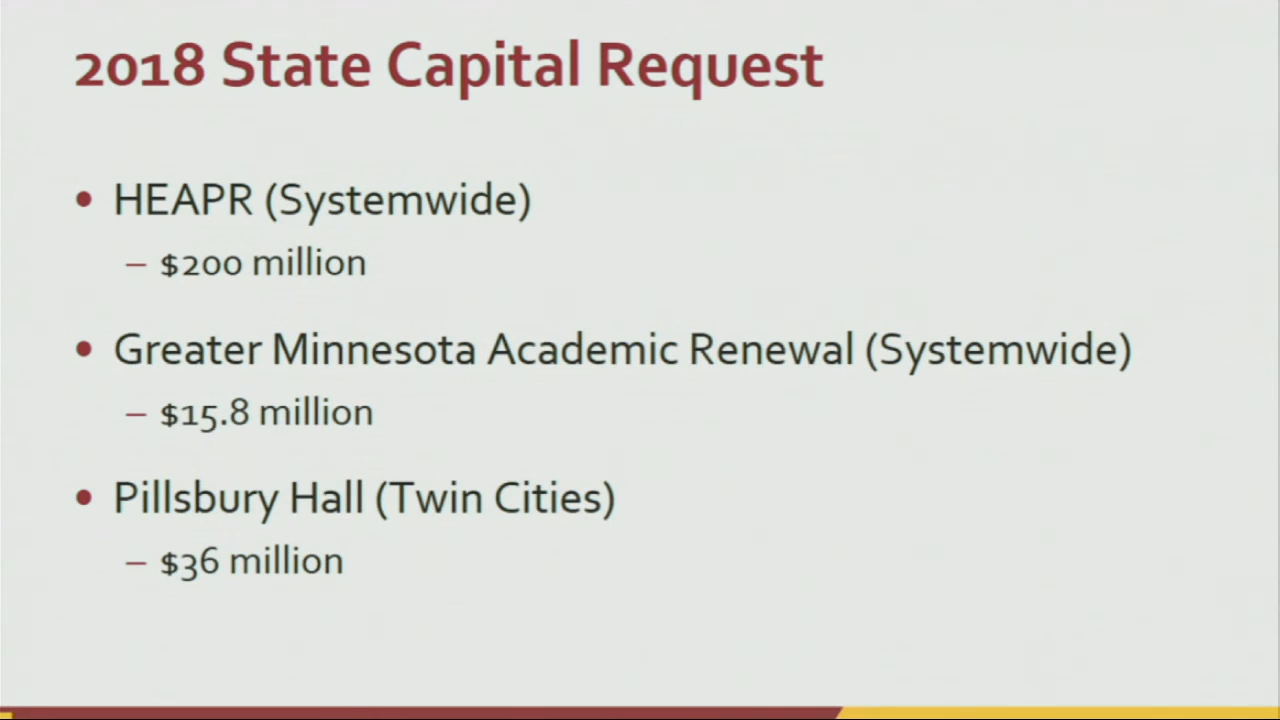 2018 State Capital Request
• HEAPR (Systemwide)
– $200 million
• Greater Minnesota Academic Renewal (Systemwide)
– $15.8 million
• Pillsbury Hall (Twin Cities)
– $36 million